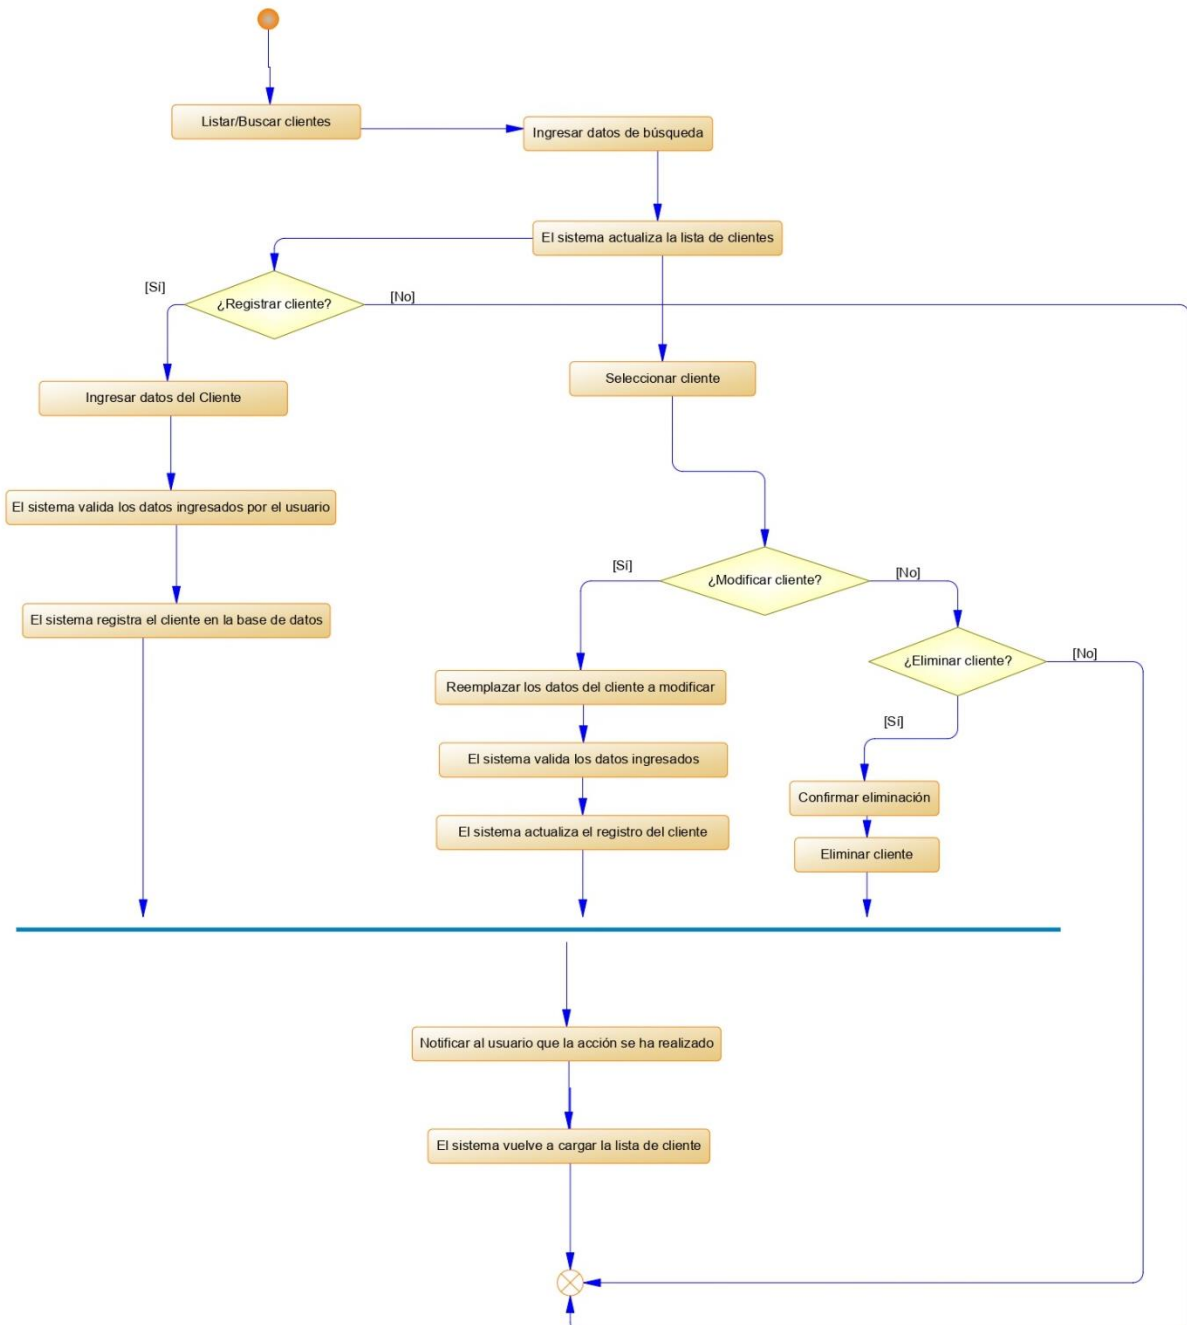 Listar/Buscar clientes
Ingresar datos de búsqueda
El sistema actualiza la lista de clientes
[Sí]
¿Registrar cliente?
[No]
Seleccionar cliente
Ingresar datos del Cliente
El sistema valida los datos ingresados por el usuario
[Sí]
¿Modificar cliente?
[No]
El sistema registra el cliente en la base de datos
¿Eliminar cliente?
[No]
Reemplazar los datos del cliente a modificar
[Sí]
El sistema valida los datos ingresados
Confirmar eliminación
El sistema actualiza el registro del cliente
Eliminar cliente
Notificar al usuario que la acción se ha realizado
El sistema vuelve a cargar la lista de cliente